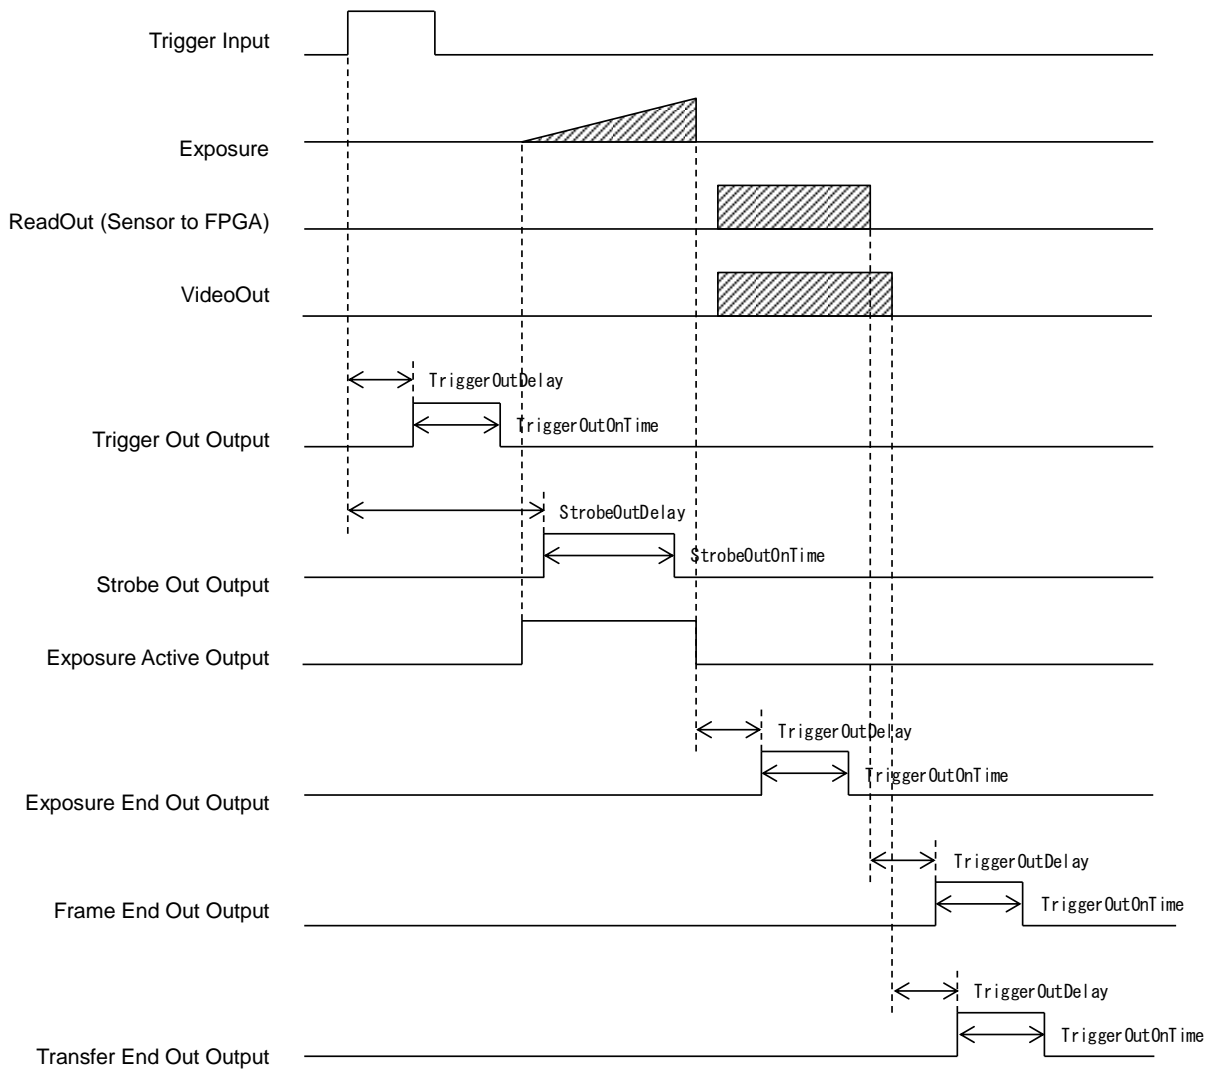 Trigger Input
Exposure
ReadOut (Sensor to FPGA)
VideoOut
TriggerOutDelay
TriggerOutOnTime
Trigger Out Output
StrobeOutDelay
StrobeOutOnTime
Strobe Out Output
Exposure Active Output
TriggerOutDelay
TriggerOutOnTime
Exposure End Out Output
TriggerOutDelay
TriggerOutOnTime
Frame End Out Output
TriggerOutDelay
TriggerOutOnTime
Transfer End Out Output